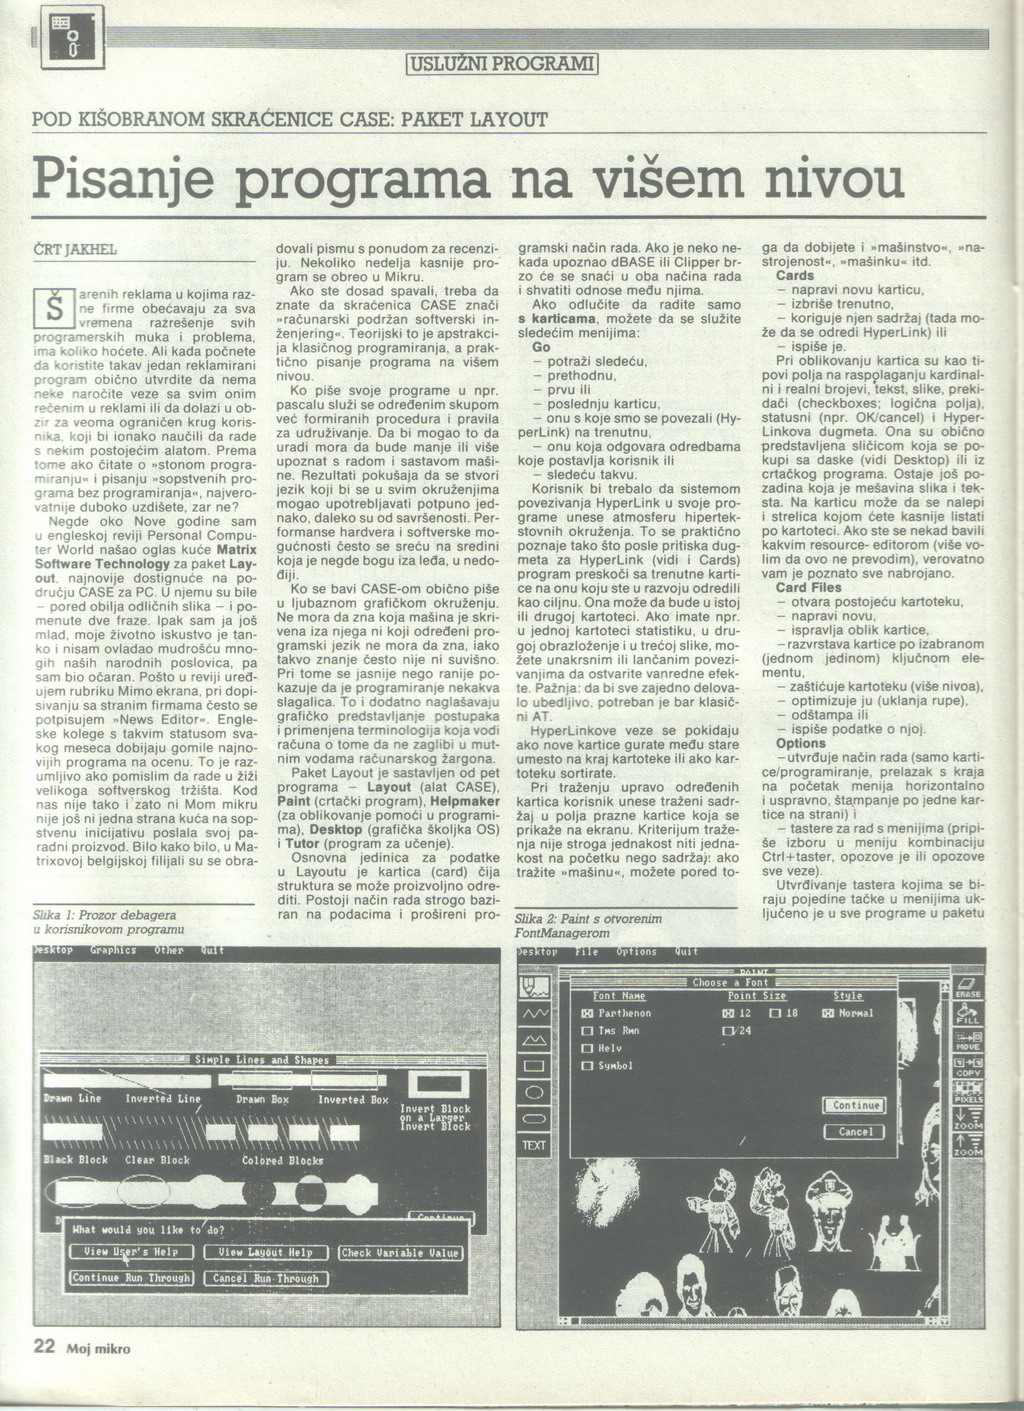 USLUŽNI PROGRAMI
POD KIŠOBRANOM SKRAĆENICE CASE: PAKET LAYOUT
Pisanje programa na višem nivou
ČRT JAKHEL
Šarenih reklama u kojima raz-
ne firme obećavaju za sva
vremena razrešenje svih
programerskih muka i problema,
ima koliko hoćete. Ali kada počnete
da koristite takav jedan reklamirani
program obično utvrdite da nema
neke naročite veze sa svim onim
rečenim u reklami ili da dolazi u ob-
zir za veoma ograničen krug koris-
nika, koji bi ionako naučili da rade
s nekim postojećim alatom. Prema
tome ako čitate o »stonom progra-
miranju« i pisanju »sopstvenih pro-
grama bez programiranja«, najvero-
vatnije duboko uzdišete, zar ne?
Negde oko Nove godine sam
u engleskoj reviji Personal Compu-
ter World našao oglas kuće Matrix
Software Technology za paket Lay-
out, najnovije dostignuće na po-
dručju CASE za PC. U njemu su bile
– pored obilja odličnih slika – i po-
menute dve fraze. Ipak sam ja još
mlad, moje životno iskustvo je tan-
ko i nisam ovladao mudrošću mno-
gih naših narodnih poslovica, pa
sam bio očaran. Pošto u reviji uređ-
ujem rubriku Mimo ekrana, pri dopi-
sivanju sa stranim firmama često se
potpisujem »News Editor«. Engle-
ske kolege s takvim statusom sva-
kog meseca dobijaju gomile najno-
vijih programa na ocenu. To je raz-
umljivo ako pomislim da rade u žiži
velikoga softverskog tržišta. Kod
nas nije tako i zato ni Mom mikru
nije još ni jedna strana kuća na sop-
stvenu inicijativu poslala svoj pa-
radni proizvod. Bilo kako bilo, u Ma-
trixovoj belgijskoj filijali su se obra-
dovali pismu s ponudom za recenzi-
ju. Nekoliko nedelja kasnije pro-
gram se obreo u Mikru.
Ako ste dosad spavali, treba da
znate da skraćenica CASE znači
»računarski podržan softverski in-
ženjering«. Teorijski to je apstrakci-
ja klasičnog programiranja, a prak-
tično pisanje programa na višem
nivou.
Ko piše svoje programe u npr.
pascalu služi se određenim skupom
već formiranih procedura i pravila
za udruživanje. Da bi mogao to da
uradi mora da bude manje ili više
upoznat s radom i sastavom maši-
ne. Rezultati pokušaja da se stvori
jezik koji bi se u svim okruženjima
mogao upotrebljavati potpuno jed-
nako, daleko su od savršenosti. Per-
formanse hardvera i softverske mo-
gućnosti često se sreću na sredini
koja je negde bogu iza leđa, u nedo-
điji.
Ko se bavi CASE-om obično piše
u ljubaznom grafičkom okruženju.
Ne mora da zna koja mašina je skri-
vena iza njega ni koji određeni pro-
gramski jezik ne mora da zna, iako
takvo znanje često nije ni suvišno.
Pri tome se jasnije nego ranije po-
kazuje da je programiranje nekakva
slagalica. To i dodatno naglašavaju
grafičko predstavljanje postupaka
i primenjena terminologija koja vodi
računa o tome da ne zaglibi u mut-
nim vodama računarskog žargona.
Paket Layout je sastavljen od pet
programa – Layout (alat CASE),
Paint (crtački program), Helpmaker
(za oblikovanje pomoći u programi-
ma), Desktop (grafička školjka OS)
i Tutor (program za učenje).
Osnovna jedinica za podatke
u Layoutu je kartica (card) čija
struktura se može proizvoljno odre-
diti. Postoji način rada strogo bazi-
ran na podacima i prošireni pro-
gramski način rada. Ako je neko ne-
kada upoznao dBASE ili Clipper br-
zo će se snaći u oba načina rada
i shvatiti odnose među njima.
Ako odlučite da radite samo
s karticama, možete da se služite
sledećim menijima:
Go
– potraži sledeću,
– prethodnu,
– prvu ili
– poslednju karticu,
– onu s koje smo se povezali (Hy-
perLink) na trenutnu,
– onu koja odgovara odredbama
koje postavlja korisnik ili
– sledeću takvu.
Korisnik bi trebalo da sistemom
povezivanja HyperLink u svoje pro-
grame unese atmosferu hipertek-
stovnih okruženja. To se praktično
poznaje tako što posle pritiska dug-
meta za HyperLink (vidi i Cards)
program preskoči sa trenutne karti-
ce na onu koju ste u razvoju odredili
kao ciljnu. Ona može da bude u istoj
ili drugoj kartoteci. Ako imate npr.
u jednoj kartoteci statistiku, u dru-
goj obrazloženje i u trećoj slike, mo-
žete unakrsnim ili lančanim povezi-
vanjima da ostvarite vanredne efek-
te. Pažnja: da bi sve zajedno delova-
lo ubedljivo, potreban je bar klasič-
ni AT.
HyperLinkove veze se pokidaju
ako nove kartice gurate među stare
umesto na kraj kartoteke ili ako kar-
toteku sortirate.
Pri traženju upravo određenih
kartica korisnik unese traženi sadr-
žaj u polja prazne kartice koja se
prikaže na ekranu. Kriterijum traže-
nja nije stroga jednakost niti jedna-
kost na početku nego sadržaj: ako
tražite »mašinu«, možete pored to-
ga da dobijete i »mašinstvo«, »na-
strojenost«, »mašinku« itd.
Cards
– napravi novu karticu,
– izbriše trenutno,
– koriguje njen sadržaj (tada mo-
že da se odredi HyperLink) ili
– ispiše je.
Pri oblikovanju kartica su kao ti-
povi polja na raspolaganju kardinal-
ni i realni brojevi, tekst, slike, preki-
dači (checkboxes; logična polja),
statusni (npr. OK/cancel) i Hyper-
Linkova dugmeta. Ona su obično
predstavljena sličicom koja se po-
kupi sa daske (vidi Desktop) ili iz
crtačkog programa. Ostaje još po-
zadina koja je mešavina slika i tek-
sta. Na karticu može da se nalepi
i strelica kojom ćete kasnije listati
po kartoteci. Ako ste se nekad bavili
kakvim resource- editorom (više vo-
lim da ovo ne prevodim), verovatno
vam je poznato sve nabrojano.
Card Files
– otvara postojeću kartoteku,
– napravi novu,
– ispravlja oblik kartice,
– razvrstava kartice po izabranom
(jednom jedinom) ključnom ele-
mentu,
– zaštićuje kartoteku (više nivoa),
– optimizuje ju (uklanja rupe),
– odštampa ili
– ispiše podatke o njoj.
Options
– utvrđuje način rada (samo karti-
ce/programiranje, prelazak s kraja
na početak menija horizontalno
i uspravno, štampanje po jedne kar-
tice na strani) i
– tastere za rad s menijima (pripi-
še izboru u meniju kombinaciju
Ctrl+taster, opozove je ili opozove
sve veze).
Utvrđivanje tastera kojima se bi-
raju pojedine tačke u menijima uk-
ljučeno je u sve programe u paketu
Slika 1: Prozor debagera
u korisnikovom programu
Desktop Graphics Other Quit
Simple Lines and Shapes
Drawn Line Inverted Line Drawn Box Inverted Box
Invert Block
on a Larger
Invert Block
Black Block Clear Block Colored Blocks
Continue
What would you like to do?
View User's Help View Layout Help Check Variable Value
Continue Run Through Cancel Run-Through
Slika 2: Paint s otvorenim
FontManagerom
Desktop File Options Quit
PAINT
Choose a Font
Font Name Point Size Style
Parthenon 12 18 Normal
Tms Rmn 24
Helv
Symbol
Continue
Cancel
TEXT
ERASE
FILL
MOVE
COPY
PIXELS
ZOOM
ZOOM
22 Moj mikro